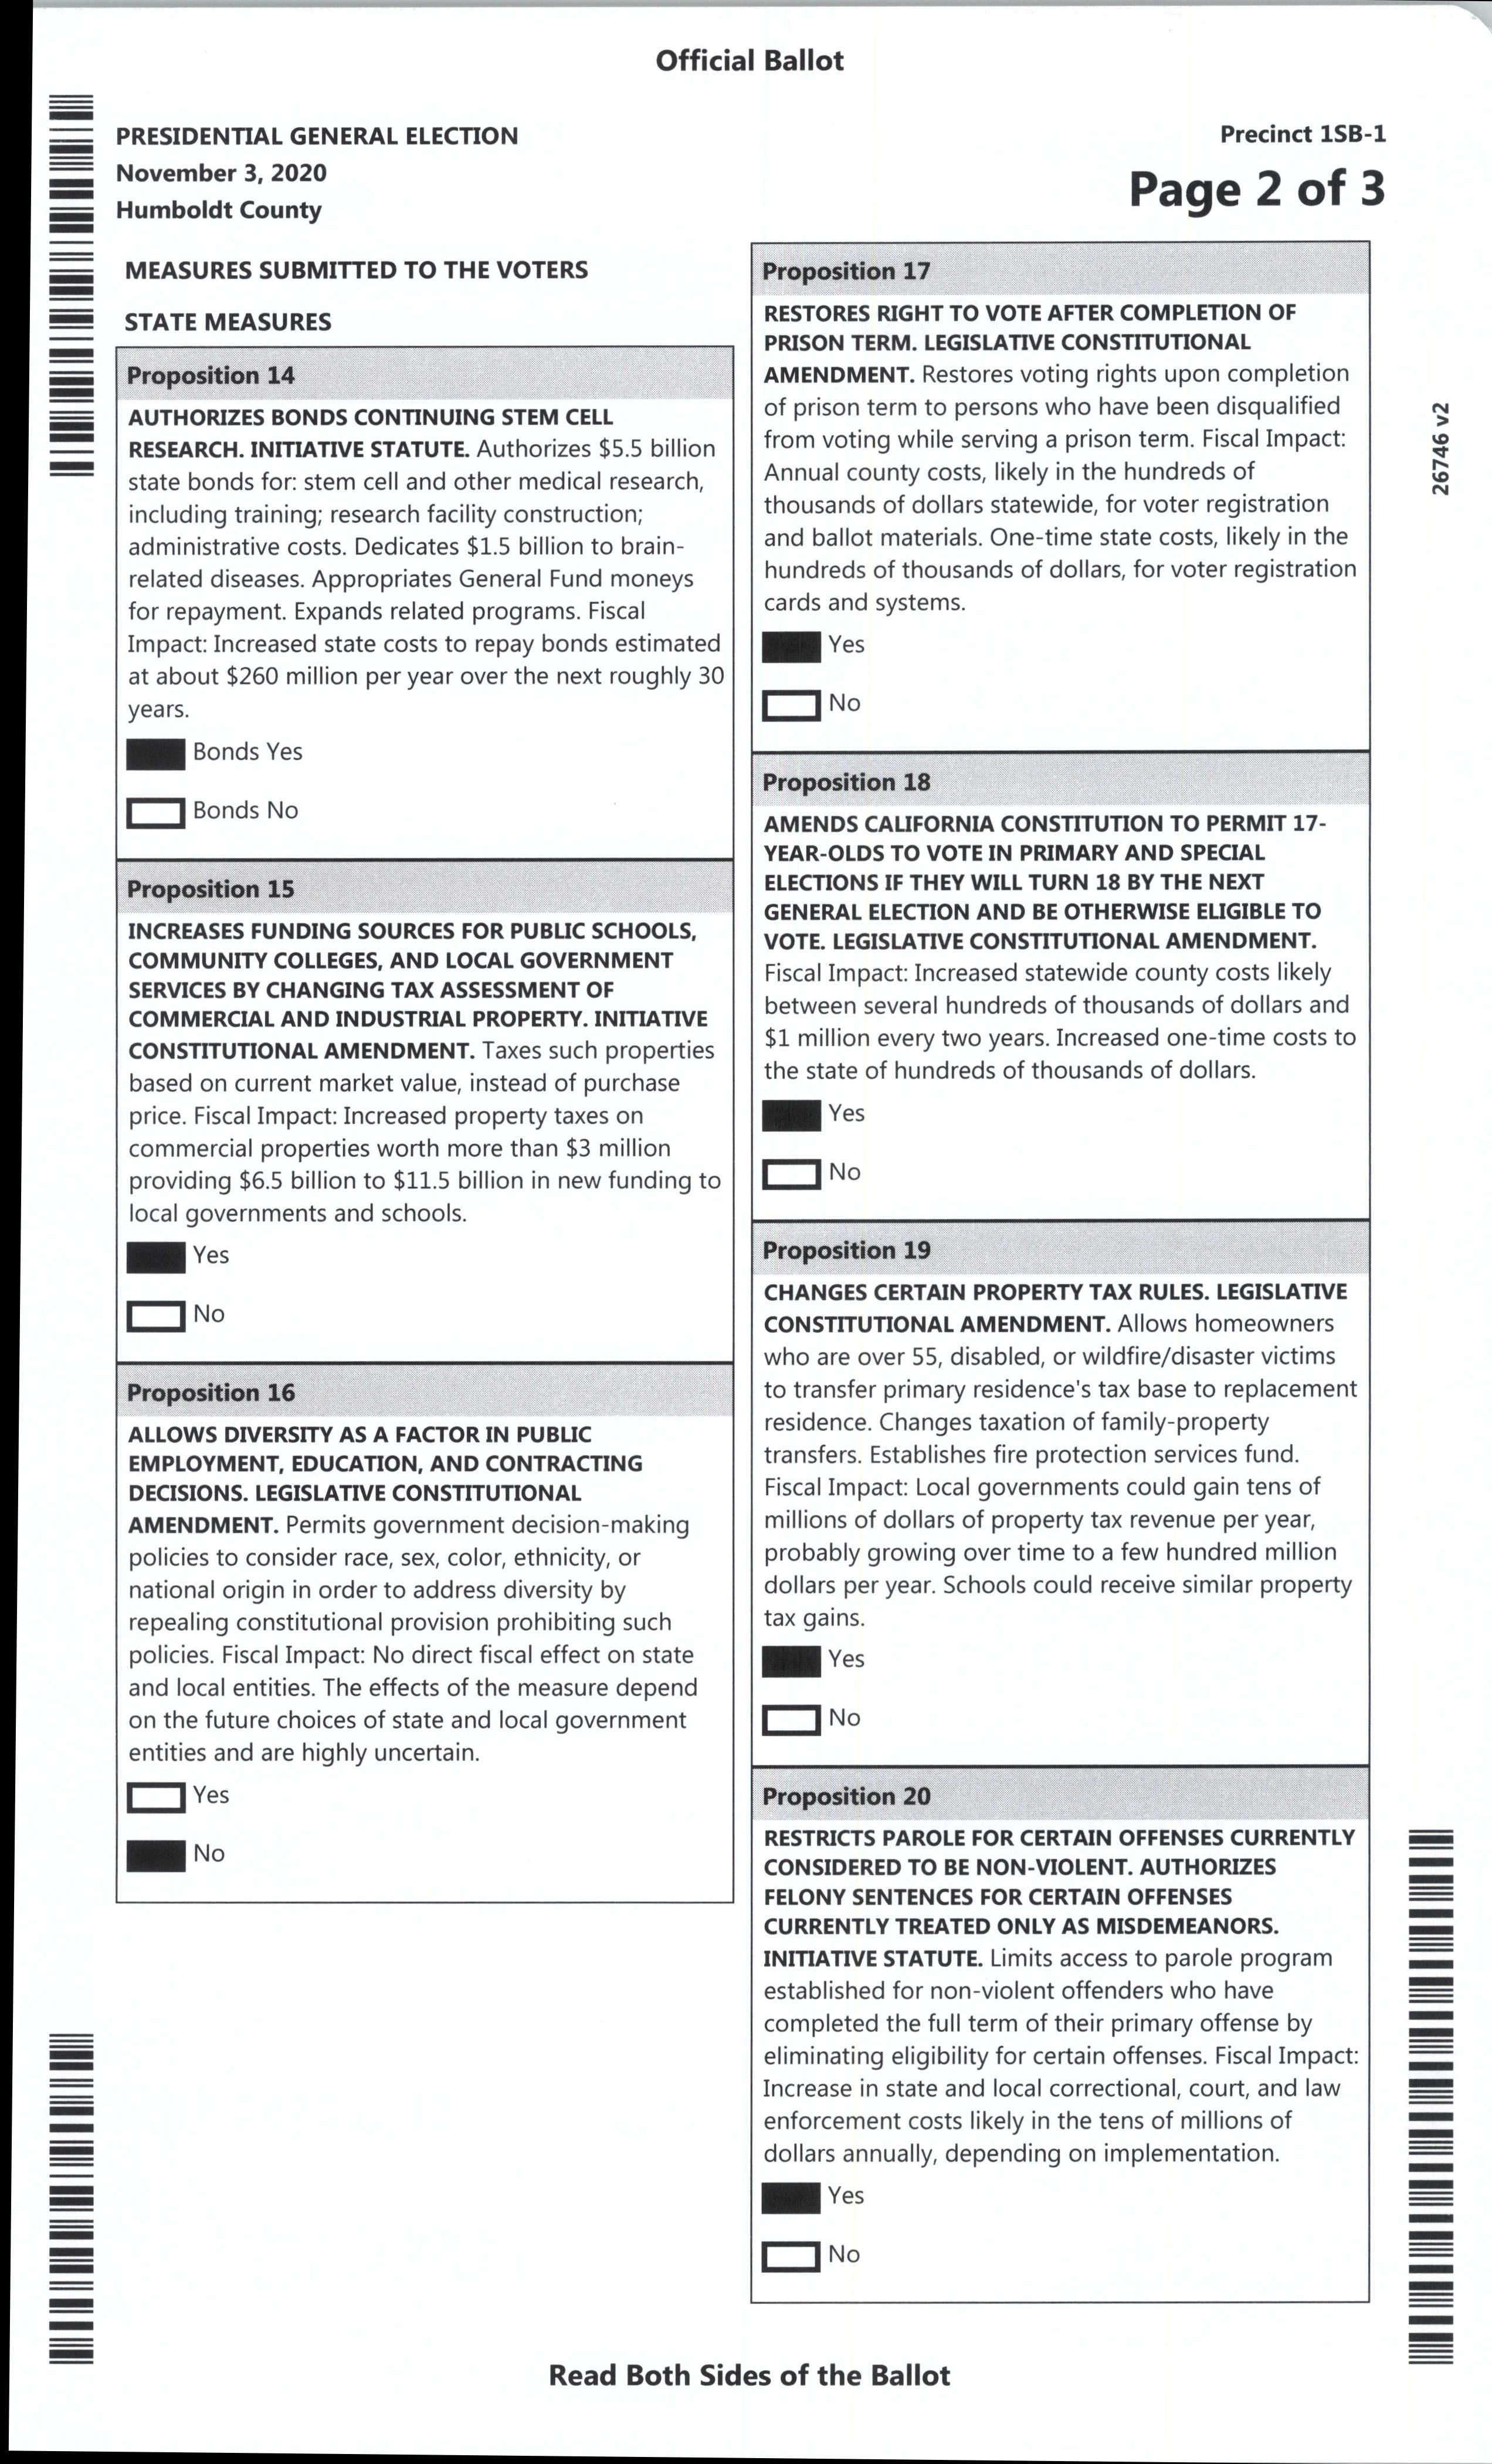 Official Ballot
PRESIDENTIAL GENERAL ELECTION
November 3, 2020
Humboldt County
Precinct 1SB-1
Page 2 of 3
MEASURES SUBMITTED TO THE VOTERS
STATE MEASURES
Proposition 14
AUTHORIZES BONDS CONTINUING STEM CELL
RESEARCH. INITIATIVE STATUTE. Authorizes $5.5 billion
state bonds for: stem cell and other medical research,
including training; research facility construction;
administrative costs. Dedicates $1.5 billion to brain-
related diseases. Appropriates General Fund moneys
for repayment. Expands related programs. Fiscal
Impact: Increased state costs to repay bonds estimated
at about $260 million per year over the next roughly 30
years.
Bonds Yes
Bonds No
Proposition 15
INCREASES FUNDING SOURCES FOR PUBLIC SCHOOLS,
COMMUNITY COLLEGES, AND LOCAL GOVERNMENT
SERVICES BY CHANGING TAX ASSESSMENT OF
COMMERCIAL AND INDUSTRIAL PROPERTY. INITIATIVE
CONSTITUTIONAL AMENDMENT. Taxes such properties
based on current market value, instead of purchase
price. Fiscal Impact: Increased property taxes on
commercial properties worth more than $3 million
providing $6.5 billion to $11.5 billion in new funding to
local governments and schools.
Yes
No
Proposition 16
ALLOWS DIVERSITY AS A FACTOR IN PUBLIC
EMPLOYMENT, EDUCATION, AND CONTRACTING
DECISIONS. LEGISLATIVE CONSTITUTIONAL
AMENDMENT. Permits government decision-making
policies to consider race, sex, color, ethnicity, or
national origin in order to address diversity by
repealing constitutional provision prohibiting such
policies. Fiscal Impact: No direct fiscal effect on state
and local entities. The effects of the measure depend
on the future choices of state and local government
entities and are highly uncertain.
Yes
No
Proposition 17
RESTORES RIGHT TO VOTE AFTER COMPLETION OF
PRISON TERM. LEGISLATIVE CONSTITUTIONAL
AMENDMENT. Restores voting rights upon completion
of prison term to persons who have been disqualified
from voting while serving a prison term. Fiscal Impact:
Annual county costs, likely in the hundreds of
thousands of dollars statewide, for voter registration
and ballot materials. One-time state costs, likely in the
hundreds of thousands of dollars, for voter registration
cards and systems.
Yes
No
Proposition 18
AMENDS CALIFORNIA CONSTITUTION TO PERMIT 17-
YEAR-OLDS TO VOTE IN PRIMARY AND SPECIAL
ELECTIONS IF THEY WILL TURN 18 BY THE NEXT
GENERAL ELECTION AND BE OTHERWISE ELIGIBLE TO
VOTE. LEGISLATIVE CONSTITUTIONAL AMENDMENT.
Fiscal Impact: Increased statewide county costs likely
between several hundreds of thousands of dollars and
$1 million every two years. Increased one-time costs to
the state of hundreds of thousands of dollars.
Yes
No
Proposition 19
CHANGES CERTAIN PROPERTY TAX RULES. LEGISLATIVE
CONSTITUTIONAL AMENDMENT. Allows homeowners
who are over 55, disabled, or wildfire/disaster victims
to transfer primary residence's tax base to replacement
residence. Changes taxation of family-property
transfers. Establishes fire protection services fund.
Fiscal Impact: Local governments could gain tens of
millions of dollars of property tax revenue per year,
probably growing over time to a few hundred million
dollars per year. Schools could receive similar property
tax gains.
Yes
No
Proposition 20
RESTRICTS PAROLE FOR CERTAIN OFFENSES CURRENTLY
CONSIDERED TO BE NON-VIOLENT. AUTHORIZES
FELONY SENTENCES FOR CERTAIN OFFENSES
CURRENTLY TREATED ONLY AS MISDEMEANORS.
INITIATIVE STATUTE. Limits access to parole program
established for non-violent offenders who have
completed the full term of their primary offense by
eliminating eligibility for certain offenses. Fiscal Impact:
Increase in state and local correctional, court, and law
enforcement costs likely in the tens of millions of
dollars annually, depending on implementation.
Yes
No
26746 v2
Read Both Sides of the Ballot